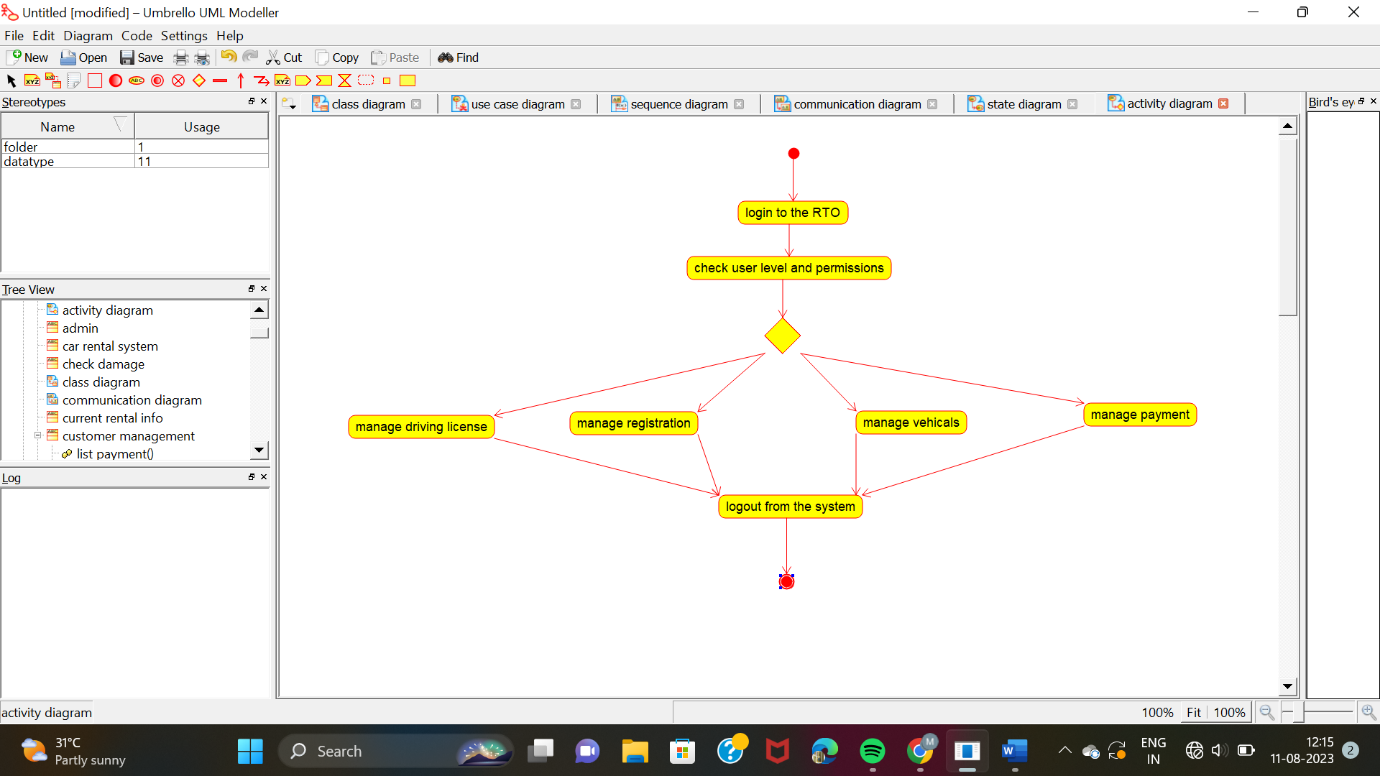 Untitled [modified] – Umbrello UML Modeller
File Edit Diagram Code Settings Help
New Open Save Cut Copy Paste Find
Stereotypes
class diagram use case diagram sequence diagram communication diagram state diagram activity diagram
Bird's ey
Name Usage
folder 1
datatype 11
login to the RTO
check user level and permissions
manage driving license
manage registration
manage vehicals
manage payment
logout from the system
Tree View
activity diagram
admin
car rental system
check damage
class diagram
communication diagram
current rental info
customer management
list payment()
Log
activity diagram
100% Fit 100%
31°C
Partly sunny
Search
M
ENG
IN
12:15
11-08-2023
2